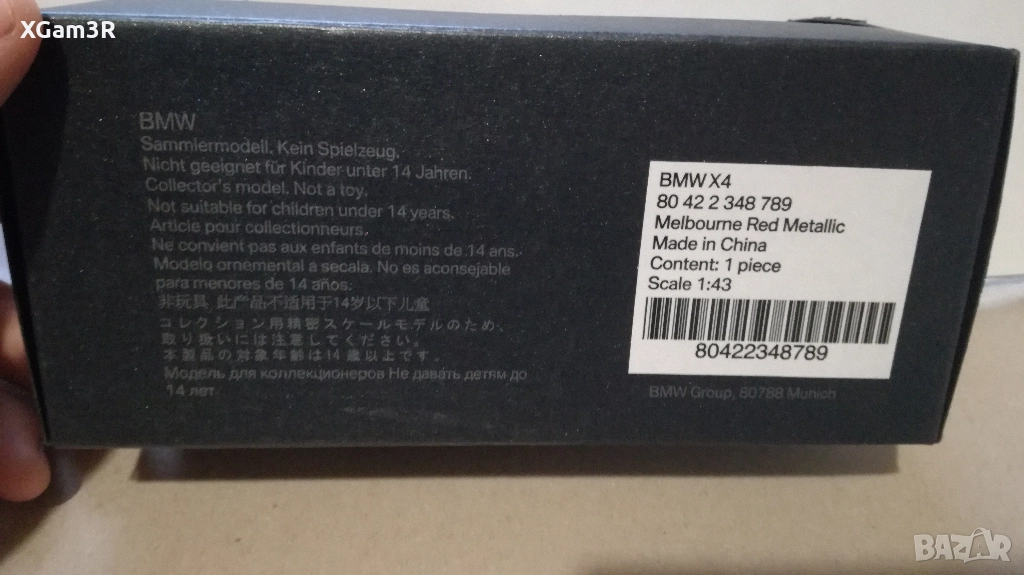 XGam3R
BMW
Sammlermodell. Kein Spielzeug.
Nicht geeignet für Kinder unter 14 Jahren.
Collector's model. Not a toy.
Not suitable for children under 14 years.
Article pour collectionneurs.
Ne convient pas aux enfants de moins de 14 ans.
Modelo ornemental a secala. No es aconsejable
para menores de 14 años.
非玩具 此产品不适用于14岁以下儿童
コレクション用精密スケールモデルのため、
取り扱いには注意してください。
本製品の対象年齢は14歳以上です。
Модель для коллекционеров Не давать детям до
14 лет
BMW X4
80 42 2 348 789
Melbourne Red Metallic
Made in China
Content: 1 piece
Scale 1:43
80422348789
BMW Group, 80788 Munich
BAZAR